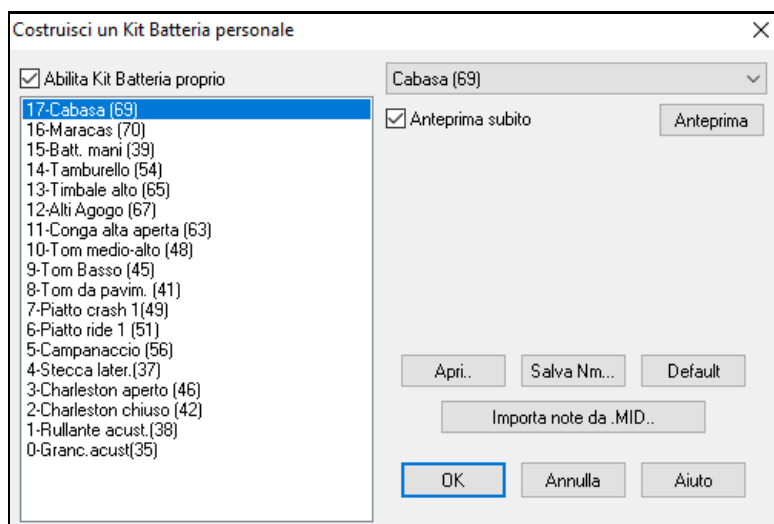 Costruisci un Kit Batteria personale
Abilita Kit Batteria proprio
Cabasa (69)
17-Cabasa (69)
16-Maracas (70)
15-Batt. mani (39)
14-Tamburello (54)
13-Timbale alto (65)
12-Alti Agogo (67)
11-Conga alta aperta (63)
10-Tom medio-alto (48)
9-Tom Basso (45)
8-Tom da pavim. (41)
7-Piatto crash 1(49)
6-Piatto ride 1 (51)
5-Campanaccio (56)
4-Stecca later.(37)
3-Charleston aperto (46)
2-Charleston chiuso (42)
1-Rullante acust.(38)
0-Granc.acust(35)
Anteprima subito
Anteprima
Apri..
Salva Nm...
Default
Importa note da .MID..
OK
Annulla
Aiuto